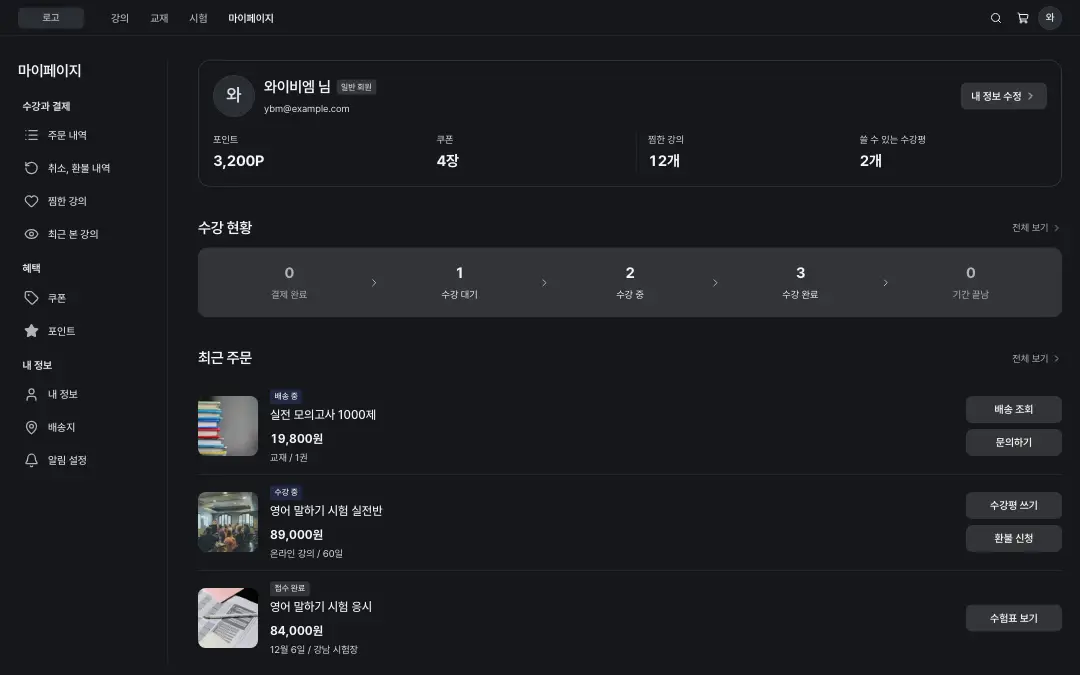 로고
강의
교재
시험
마이페이지
와
마이페이지
수강과 결제
주문 내역
취소, 환불 내역
찜한 강의
최근 본 강의
혜택
쿠폰
포인트
내 정보
내 정보
배송지
알림 설정
와
와이비엠 님
일반 회원
ybm@example.com
내 정보 수정
포인트
3,200P
쿠폰
4장
찜한 강의
12개
쓸 수 있는 수강평
2개
수강 현황
전체 보기
0
결제 완료
1
수강 대기
2
수강 중
3
수강 완료
0
기간 끝남
최근 주문
전체 보기
배송 중
실전 모의고사 1000제
19,800원
교재 / 1권
배송 조회
문의하기
수강 중
영어 말하기 시험 실전반
89,000원
온라인 강의 / 60일
수강평 쓰기
환불 신청
접수 완료
영어 말하기 시험 응시
84,000원
12월 6일 / 강남 시험장
수험표 보기